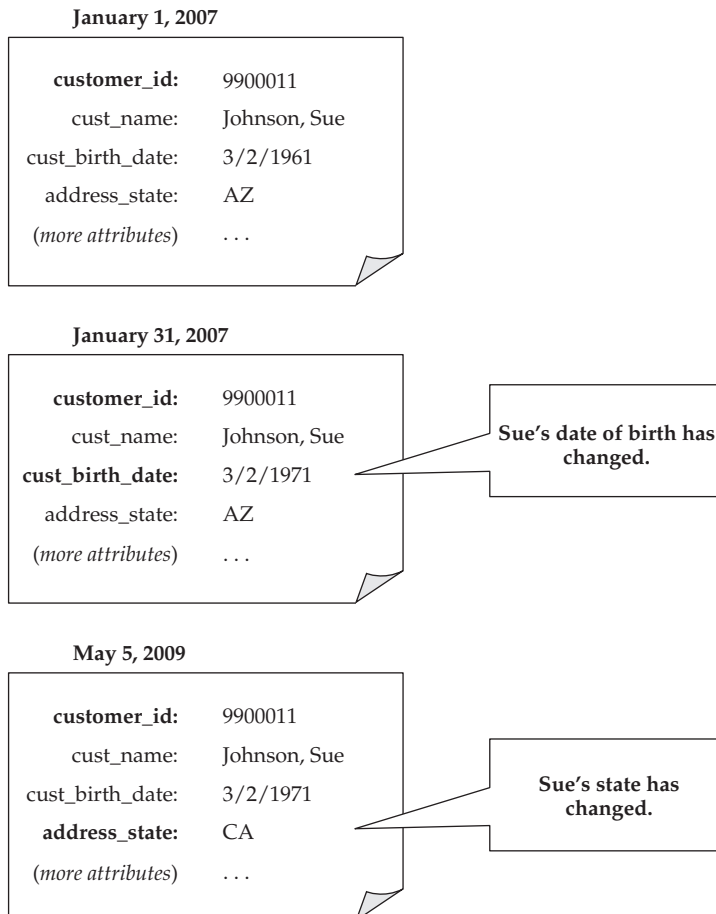 January 1, 2007
customer_id: 9900011
cust_name: Johnson, Sue
cust_birth_date: 3/2/1961
address_state: AZ
(more attributes) . . .
January 31, 2007
customer_id: 9900011
cust_name: Johnson, Sue
cust_birth_date: 3/2/1971
address_state: AZ
(more attributes) . . .
Sue's date of birth has
changed.
May 5, 2009
customer_id: 9900011
cust_name: Johnson, Sue
cust_birth_date: 3/2/1971
address_state: CA
(more attributes) . . .
Sue's state has
changed.